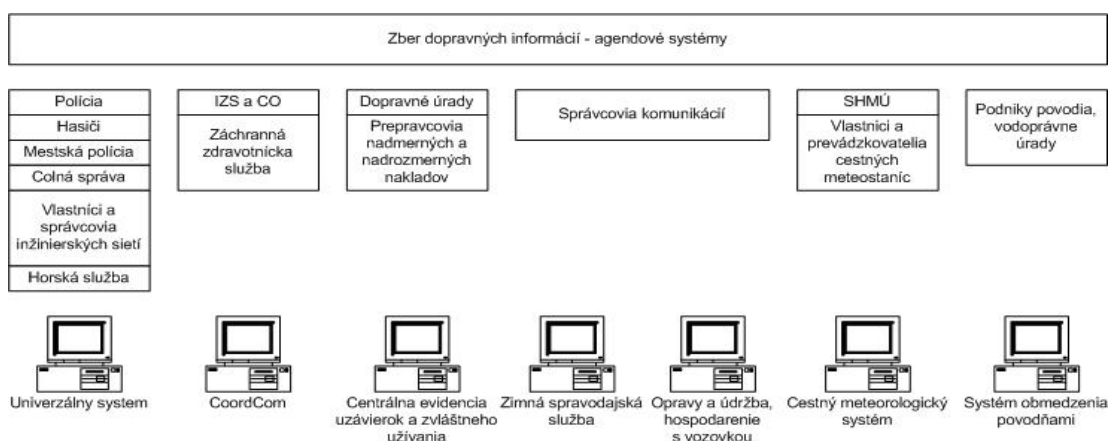 Zber dopravných informácií - agendové systémy
Polícia
Hasiči
Mestská polícia
Colná správa
Vlastníci a
správcovia
inžinierských sietí
Horská služba
IZS a CO
Záchranná
zdravotnícka
služba
Dopravné úrady
Prepravcovia
nadmerných a
nadrozmerných
nakladov
Správcovia komunikácií
SHMÚ
Vlastnici a
prevádzkovatelia
cestných
meteostaníc
Podniky povodia,
vodoprávne
úrady
Univerzálny system
CoordCom
Centrálna evidencia
uzávierok a zvláštneho
užívania
Zimná spravodajská
služba
Opravy a údržba,
hospodarenie
s vozovkou
Cestný meteorologický
systém
Systém obmedzenia
povodňami